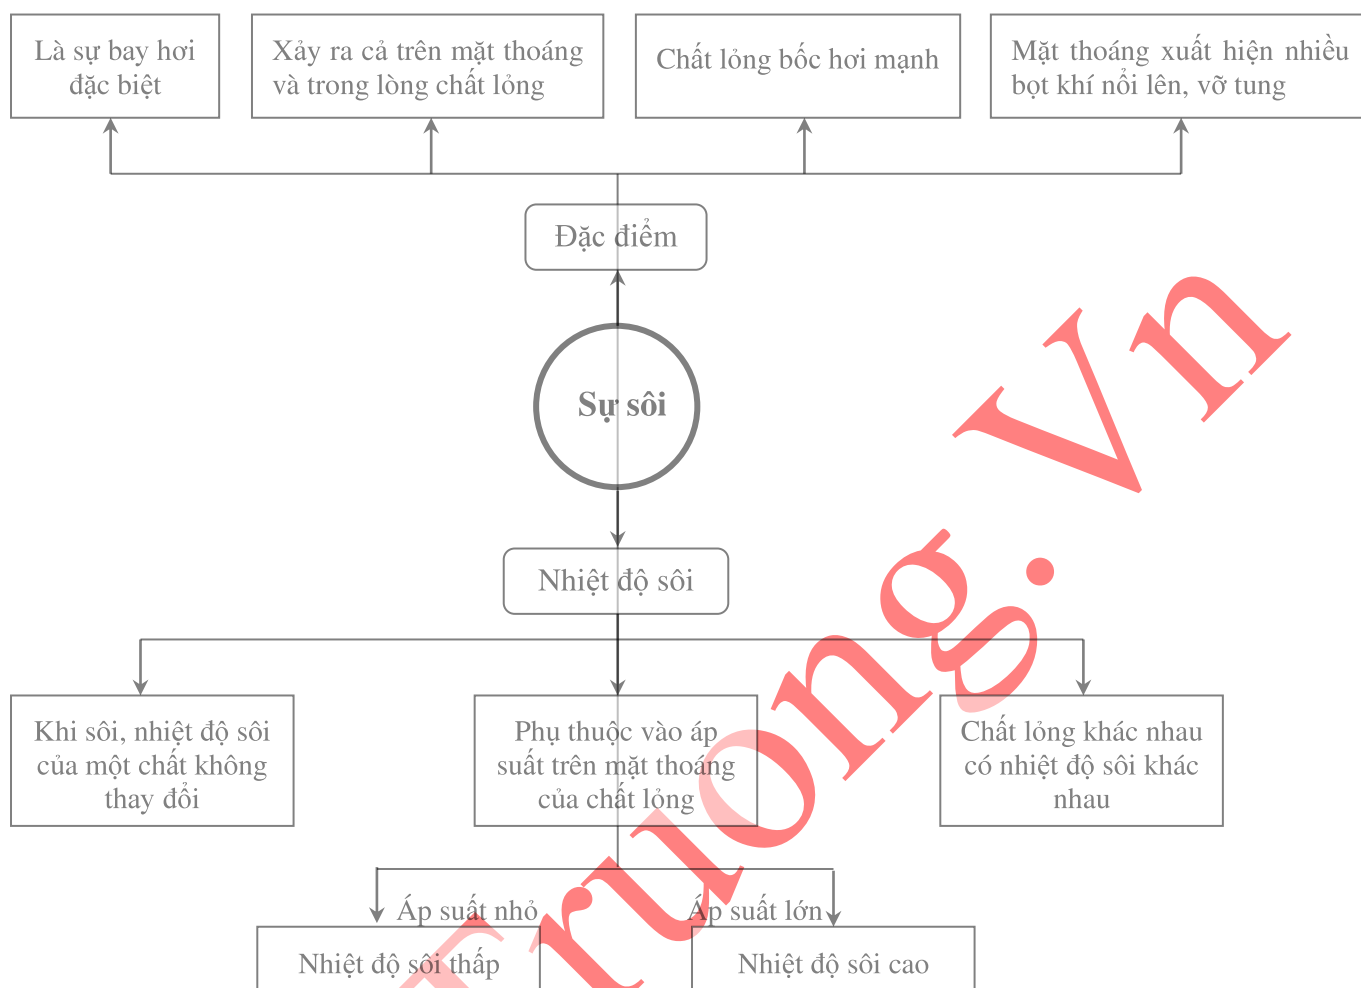 Là sự bay hơi
đặc biệt
Xảy ra cả trên mặt thoáng
và trong lòng chất lỏng
Chất lỏng bốc hơi mạnh
Mặt thoáng xuất hiện nhiều
bọt khí nổi lên, vỡ tung
Đặc điểm
Sự sôi
Nhiệt độ sôi
Khi sôi, nhiệt độ sôi
của một chất không
thay đổi
Phụ thuộc vào áp
suất trên mặt thoáng
của chất lỏng
Chất lỏng khác nhau
có nhiệt độ sôi khác
nhau
Áp suất nhỏ
Áp suất lớn
Nhiệt độ sôi thấp
Nhiệt độ sôi cao
Truong. Vn